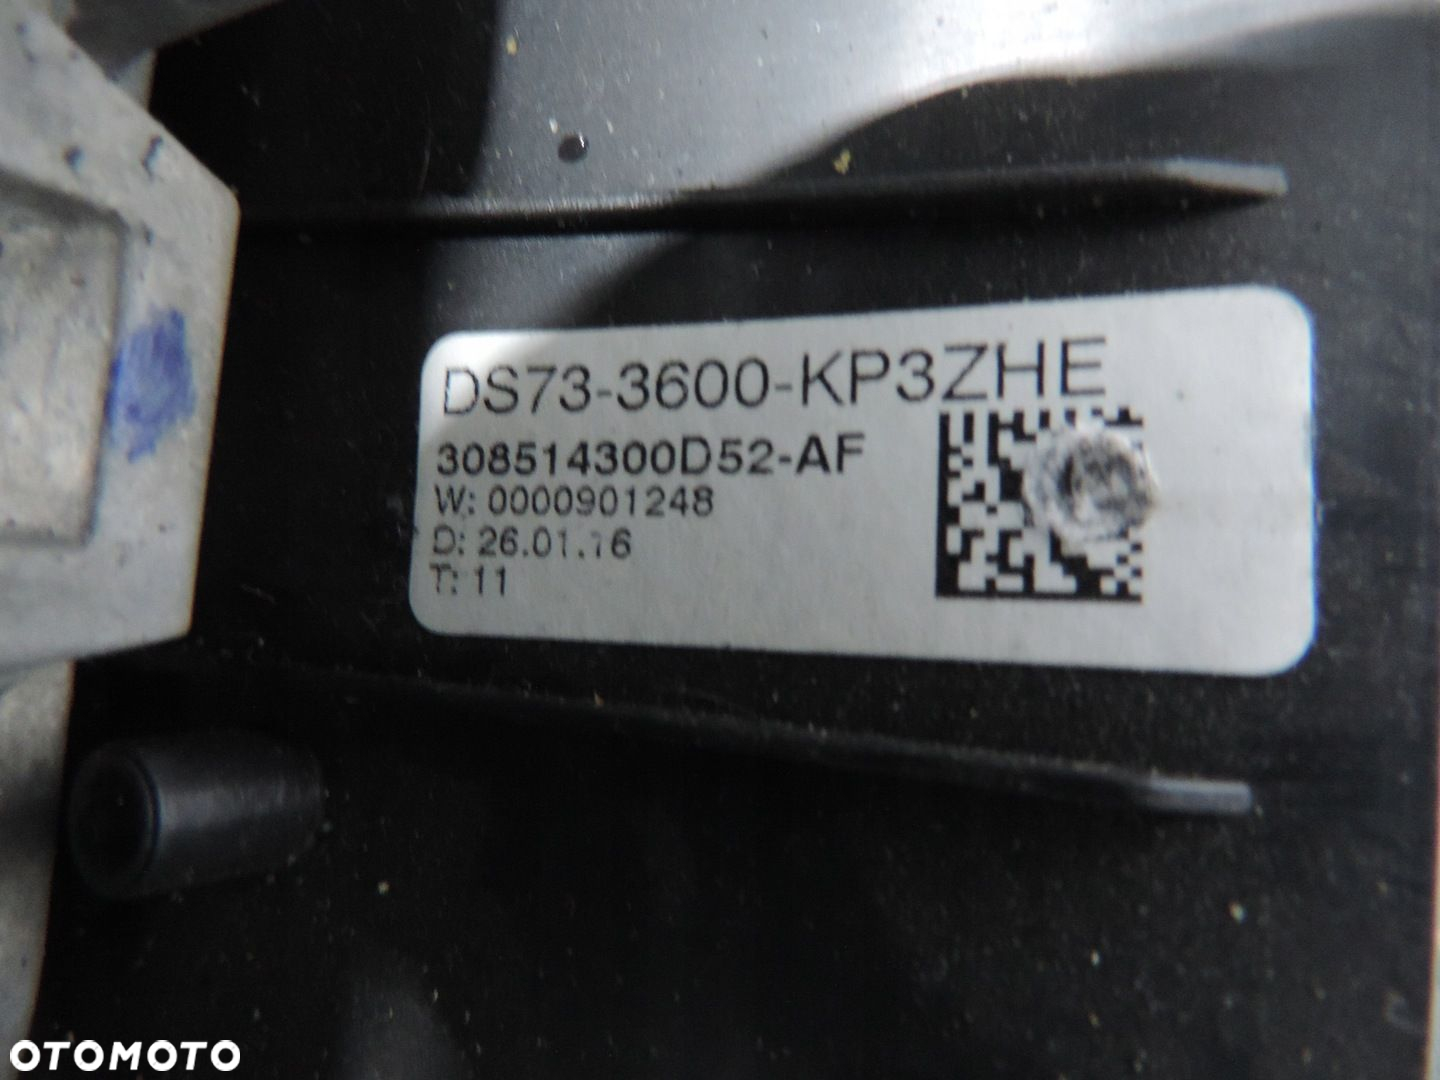 DS73-3600-KP3ZHE
308514300D52-AF
W: 0000901248
D: 26.01.16
T: 11
OTOMOTO